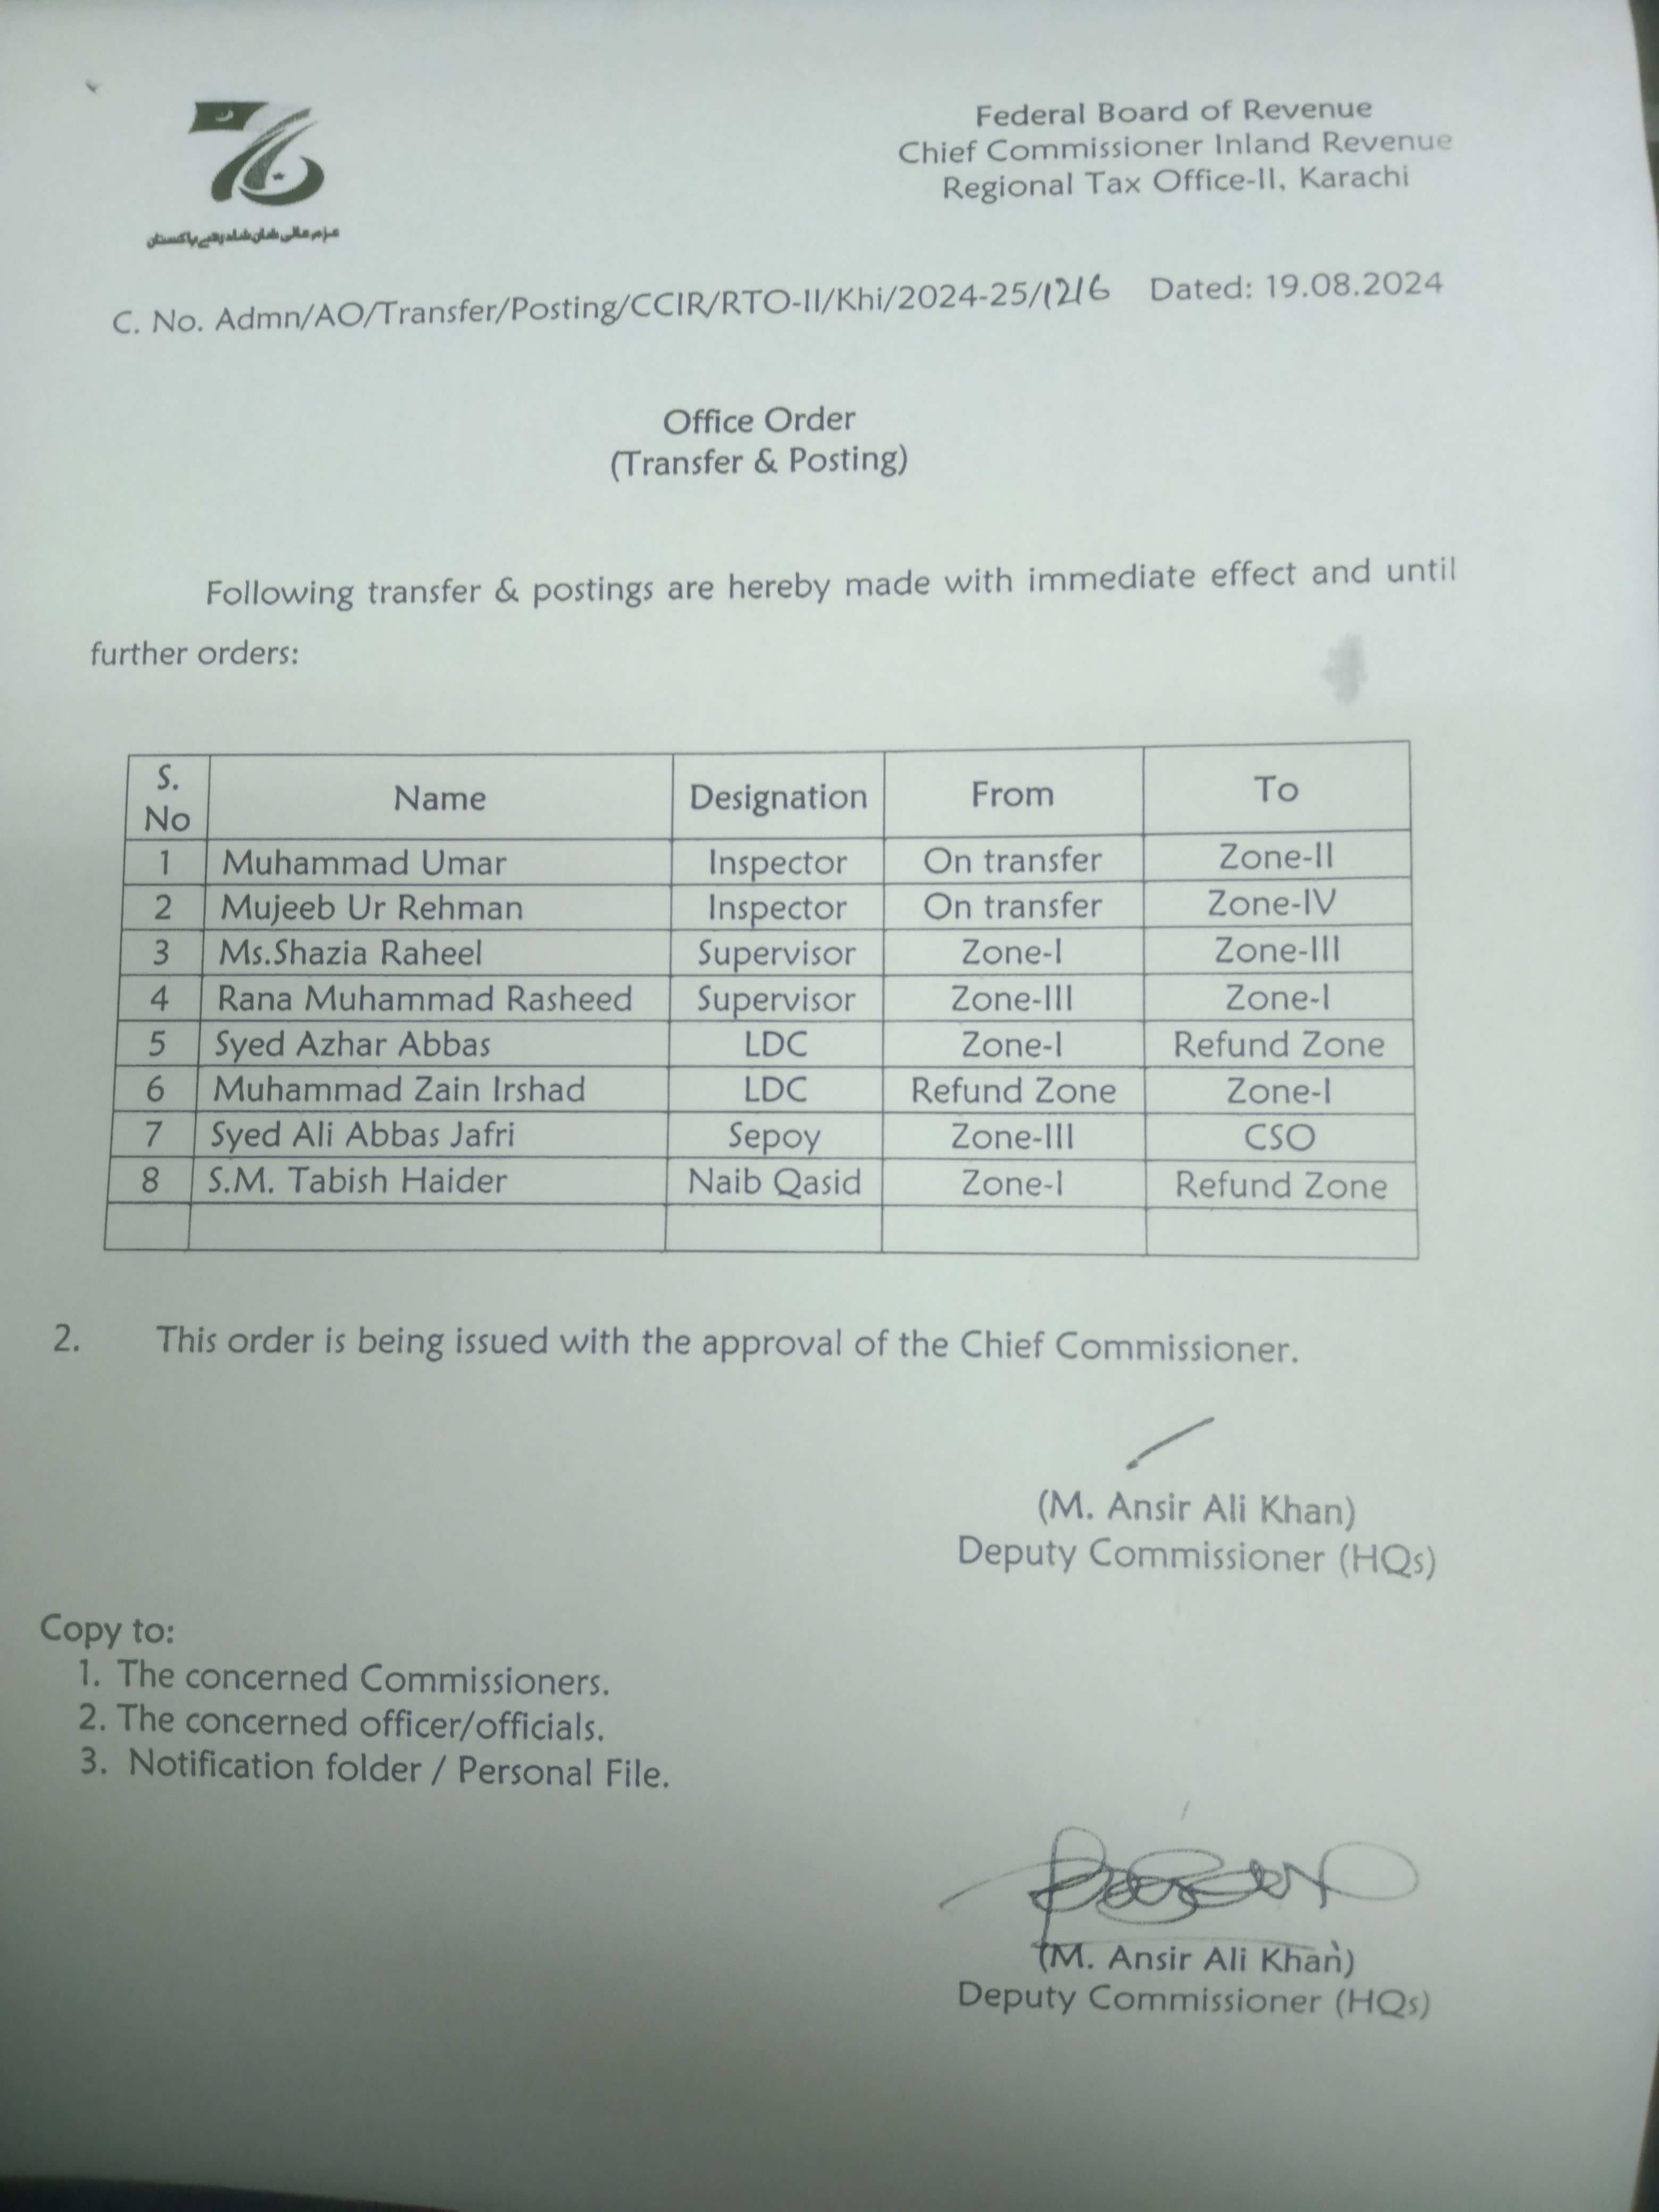 عزم عالی شان شاد رہے پاکستان
Federal Board of Revenue
Chief Commissioner Inland Revenue
Regional Tax Office-II, Karachi
C. No. Admn/AO/Transfer/Posting/CCIR/RTO-II/Khi/2024-25/1216 Dated: 19.08.2024
Office Order
(Transfer & Posting)
Following transfer & postings are hereby made with immediate effect and until
further orders:
S. No Name Designation From To
1 Muhammad Umar Inspector On transfer Zone-II
2 Mujeeb Ur Rehman Inspector On transfer Zone-IV
3 Ms.Shazia Raheel Supervisor Zone-I Zone-III
4 Rana Muhammad Rasheed Supervisor Zone-III Zone-I
5 Syed Azhar Abbas LDC Zone-I Refund Zone
6 Muhammad Zain Irshad LDC Refund Zone Zone-I
7 Syed Ali Abbas Jafri Sepoy Zone-III CSO
8 S.M. Tabish Haider Naib Qasid Zone-I Refund Zone
2. This order is being issued with the approval of the Chief Commissioner.
(M. Ansir Ali Khan)
Deputy Commissioner (HQs)
Copy to:
1. The concerned Commissioners.
2. The concerned officer/officials.
3. Notification folder / Personal File.
(M. Ansir Ali Khan)
Deputy Commissioner (HQs)